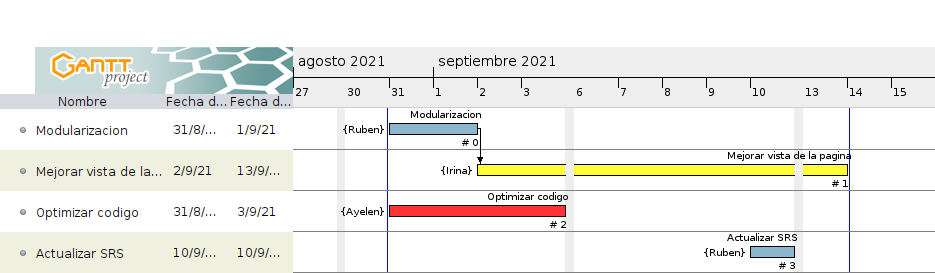 GANTT project
agosto 2021
septiembre 2021
27 30 31 1 2 3 6 7 8 9 10 13 14 15
Nombre Fecha d... Fecha d...
Modularizacion 31/8/... 1/9/21
{Ruben} Modularizacion # 0
Mejorar vista de la... 2/9/21 13/9/...
{Irina} Mejorar vista de la pagina # 1
Optimizar codigo 31/8/... 3/9/21
{Ayelen} Optimizar codigo # 2
Actualizar SRS 10/9/... 10/9/...
{Ruben} Actualizar SRS # 3